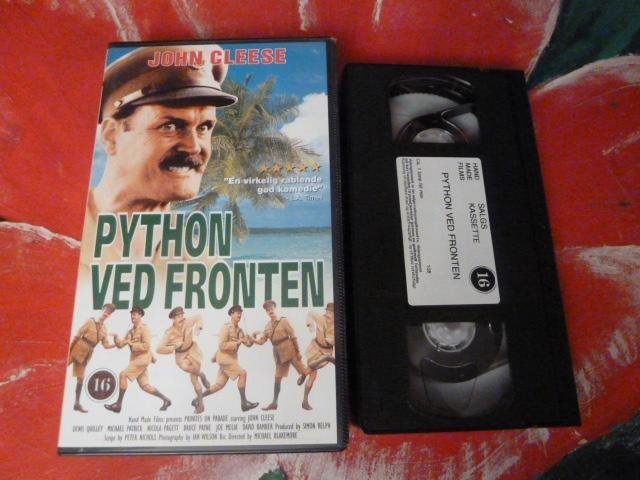 JOHN CLEESE
"En virkelig rablende
god komedie"
L.A. Times
PYTHON
VED FRONTEN
16
Hand Made Films presents PRIVATES ON PARADE starring JOHN CLEESE
DENIS QUILLEY MICHAEL PATRICK NICOLA PAGETT BRUCE PAYNE JOE MELIA DAVID BAMBER Produced by SIMON RELPH
Songs by PETER NICHOLS Photography by IAN WILSON Directed by MICHAEL BLAKEMORE
HAND
MADE
FILMS
SALGS
KASSETTE
PYTHON VED FRONTEN
16